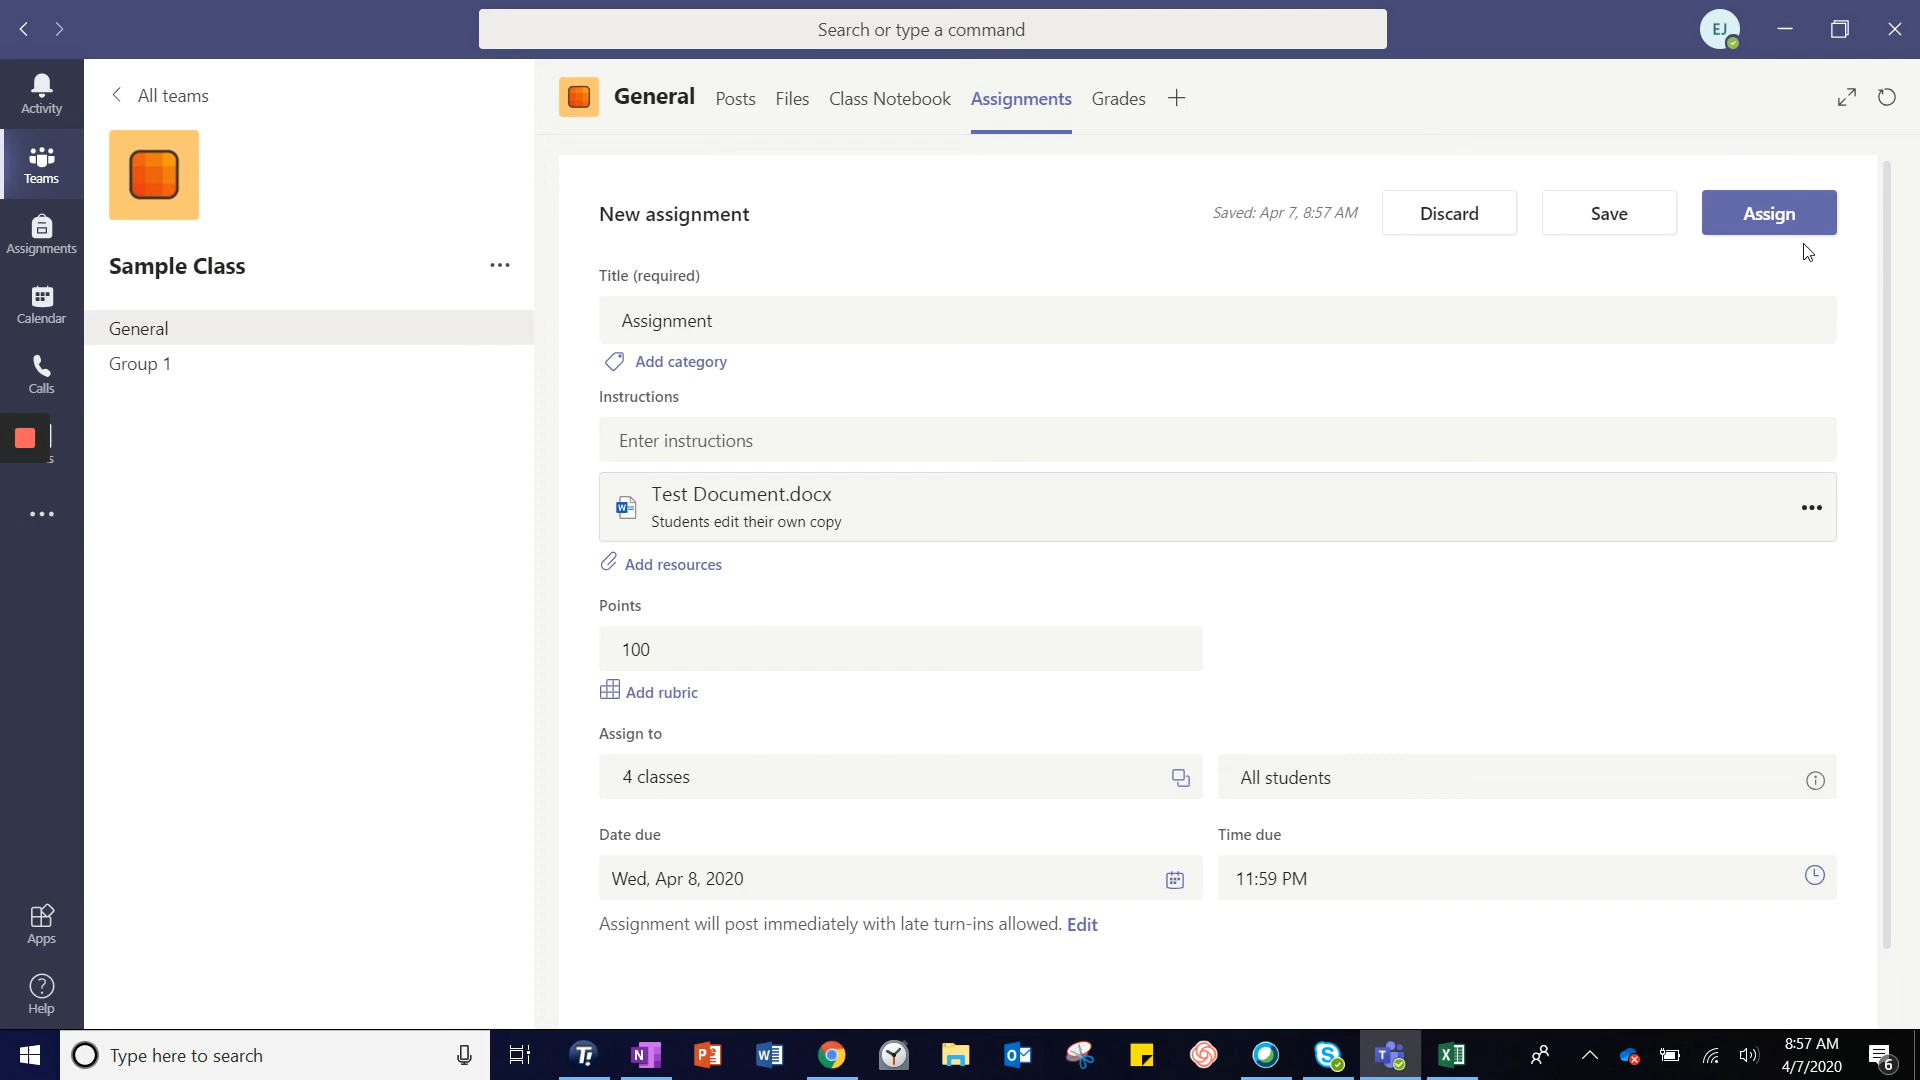 Search or type a command
EJ
Activity
Teams
Assignments
Calendar
Calls
Apps
Help
All teams
Sample Class
General
Group 1
General Posts Files Class Notebook Assignments Grades
New assignment
Saved: Apr 7, 8:57 AM
Discard
Save
Assign
Title (required)
Assignment
Add category
Instructions
Enter instructions
Test Document.docx
Students edit their own copy
Add resources
Points
100
Add rubric
Assign to
4 classes
All students
Date due
Time due
Wed, Apr 8, 2020
11:59 PM
Assignment will post immediately with late turn-ins allowed. Edit
Type here to search
8:57 AM
4/7/2020
6